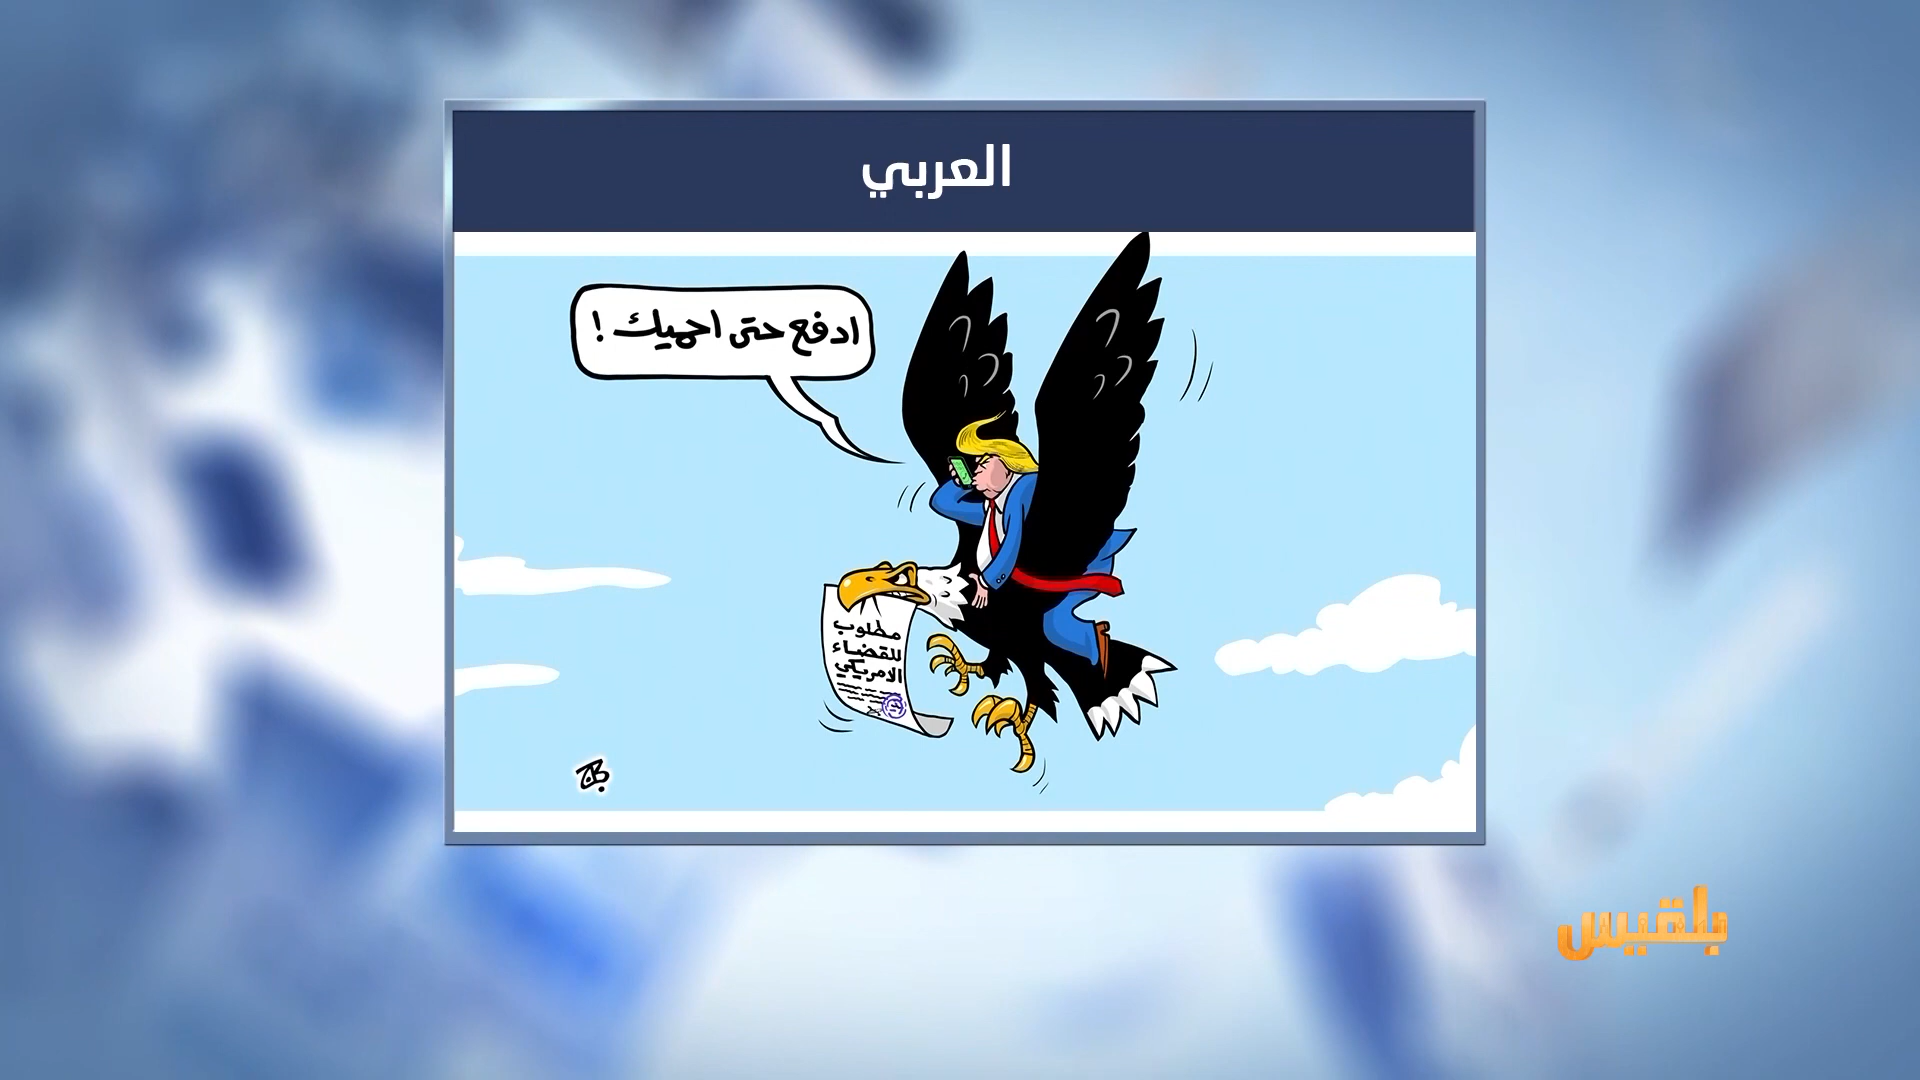 العربي
ادفع حتى احميك !
مطلوب
للقضاء
الامريكي
بلقيس